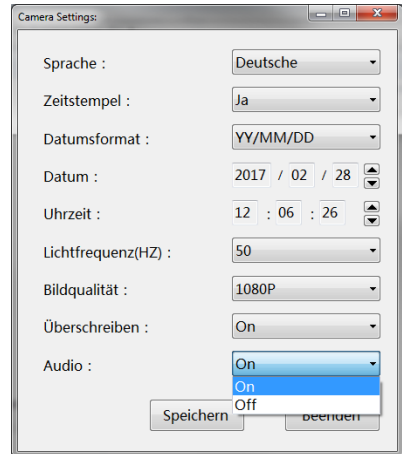 Camera Settings:
Sprache : Deutsche
Zeitstempel : Ja
Datumsformat : YY/MM/DD
Datum : 2017 / 02 / 28
Uhrzeit : 12 : 06 : 26
Lichtfrequenz(HZ) : 50
Bildqualität : 1080P
Überschreiben : On
Audio : On
On
Off
Speichern Beenden